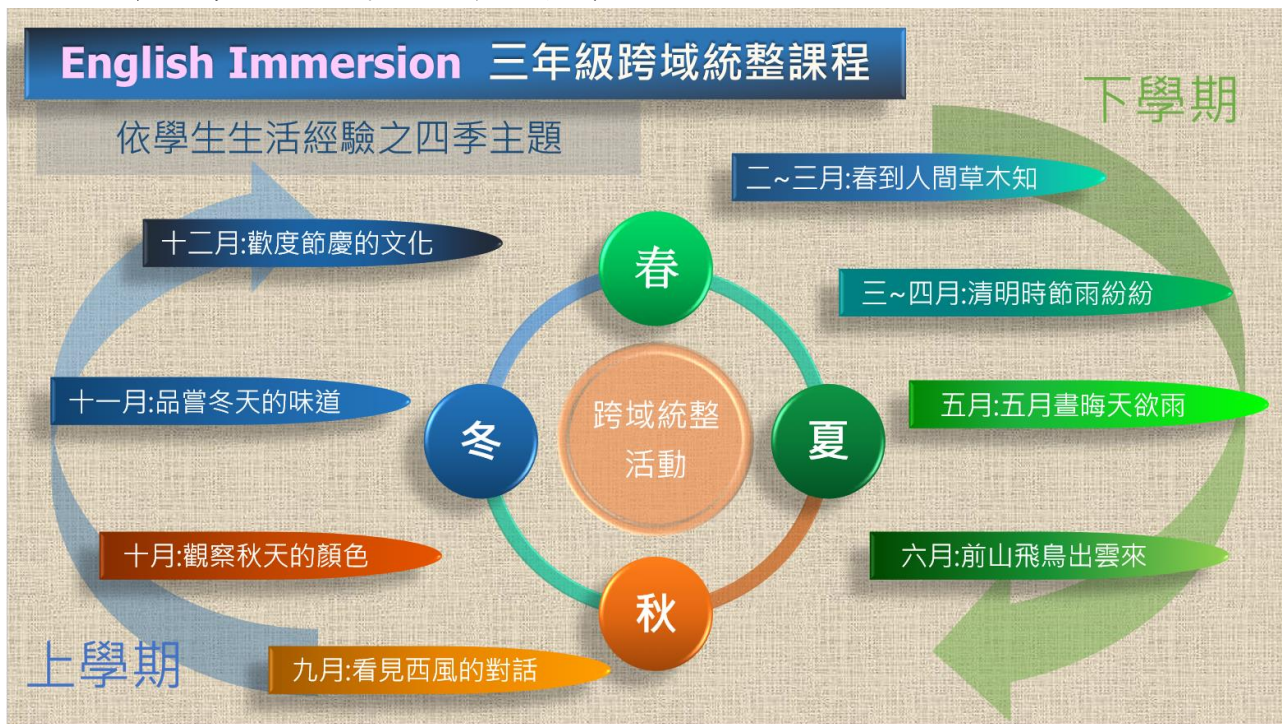 English Immersion 三年級跨域統整課程
依學生生活經驗之四季主題
下學期
二~三月:春到人間草木知
三~四月:清明時節雨紛紛
五月:五月晝晦天欲雨
六月:前山飛鳥出雲來
春
夏
秋
冬
跨域統整
活動
上學期
九月:看見西風的對話
十月:觀察秋天的顏色
十一月:品嘗冬天的味道
十二月:歡度節慶的文化